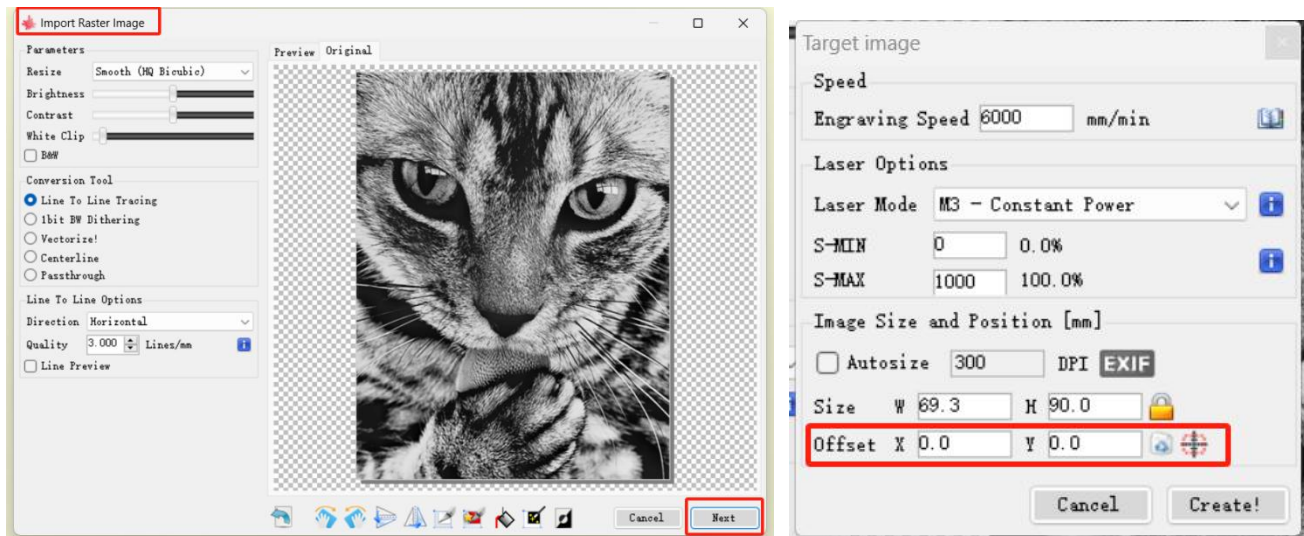 Import Raster Image
Parameters
Resize Smooth (HQ Bicubic)
Brightness
Contrast
White Clip
B&W
Conversion Tool
Line To Line Tracing
1bit BW Dithering
Vectorize!
Centerline
Passthrough
Line To Line Options
Direction Horizontal
Quality 3.000 Lines/mm
Line Preview
Preview Original
Cancel Next
Target image
Speed
Engraving Speed 6000 mm/min
Laser Options
Laser Mode M3 - Constant Power
S-MIN 0 0.0%
S-MAX 1000 100.0%
Image Size and Position [mm]
Autosize 300 DPI EXIF
Size W 69.3 H 90.0
Offset X 0.0 Y 0.0
Cancel Create!